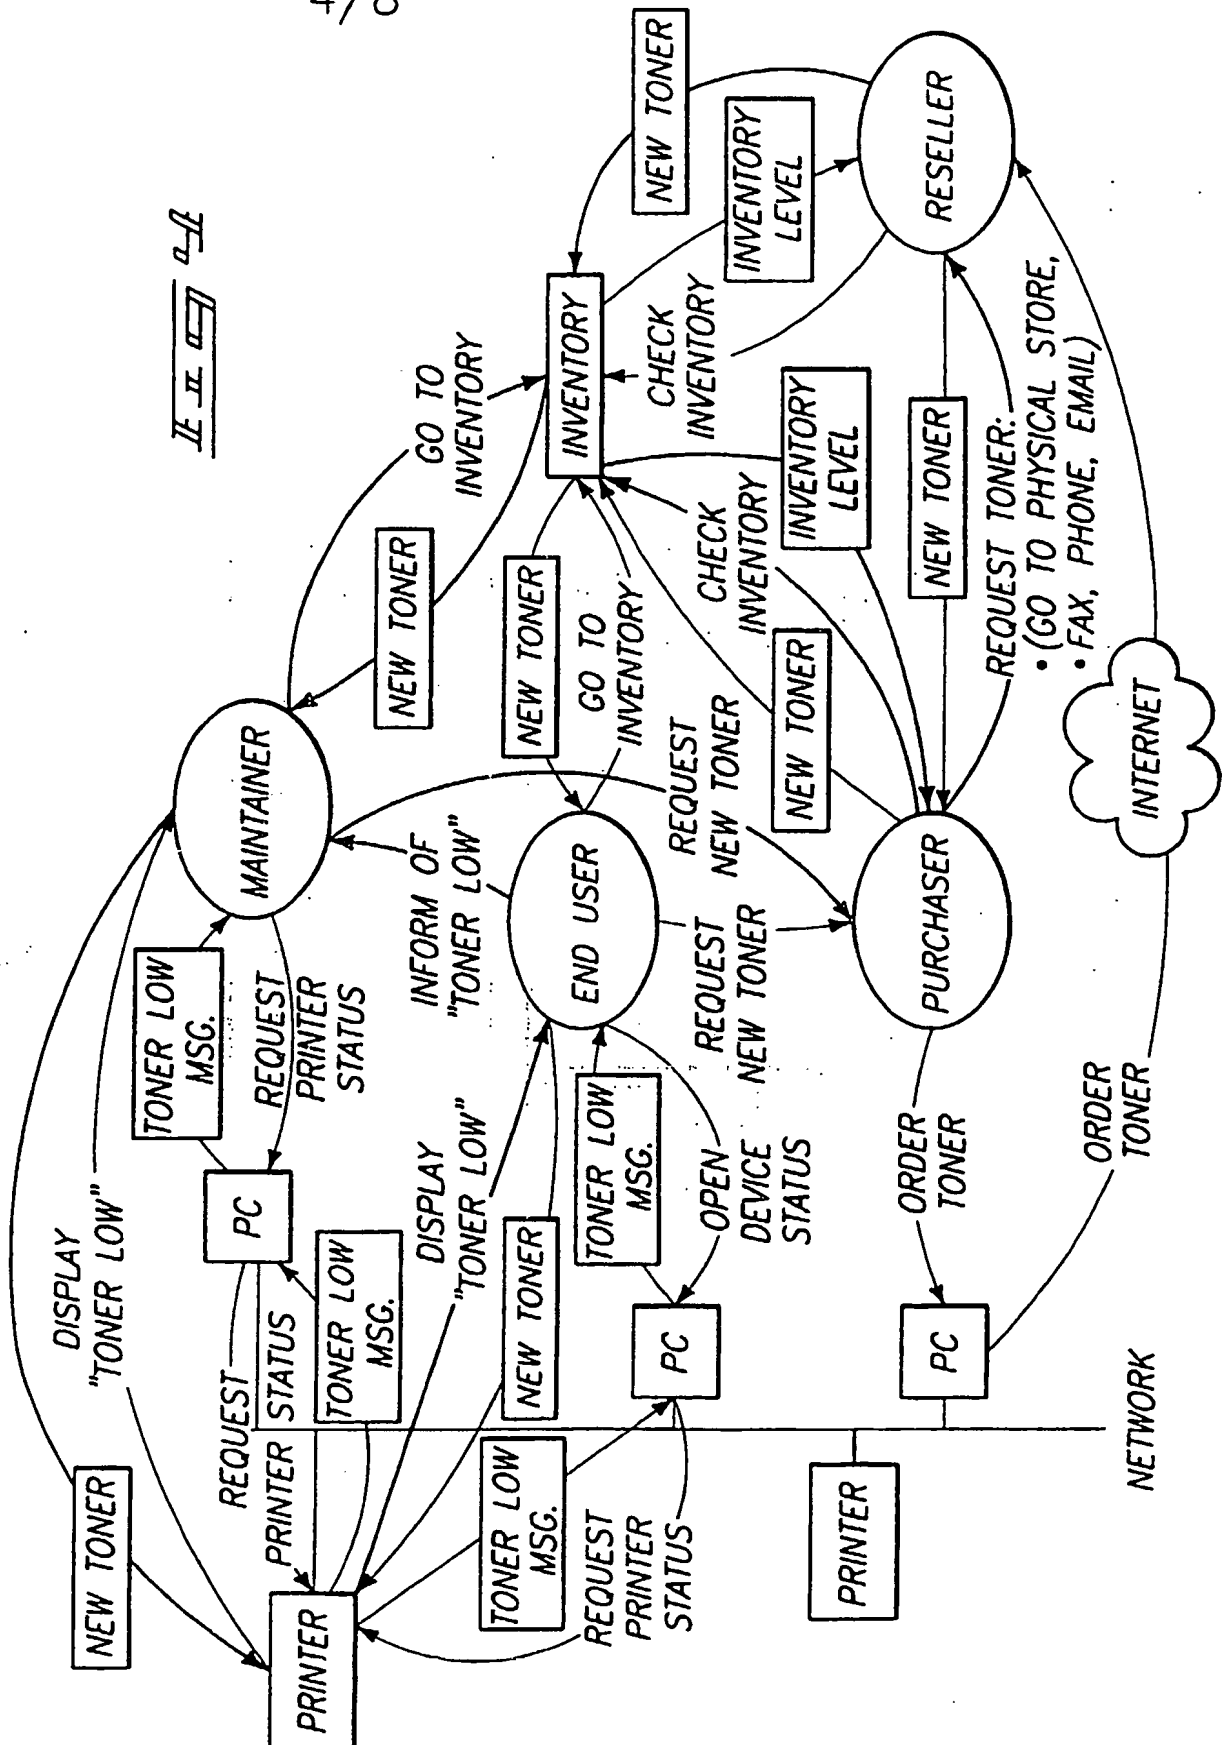 4/8
FIG 4
NEW TONER
DISPLAY
"TONER LOW"
MAINTAINER
TONER LOW
MSG.
REQUEST
PRINTER
STATUS
PC
REQUEST
PRINTER STATUS
TONER LOW
MSG.
PRINTER
NEW TONER
GO TO
INVENTORY
INVENTORY
NEW TONER
INVENTORY
LEVEL
CHECK
INVENTORY
RESELLER
INFORM OF
"TONER LOW"
END USER
NEW TONER
GO TO
INVENTORY
DISPLAY
"TONER LOW"
NEW TONER
TONER LOW
MSG.
OPEN
DEVICE
STATUS
PC
TONER LOW
MSG.
REQUEST
PRINTER
STATUS
REQUEST
NEW TONER
REQUEST
NEW TONER
NEW TONER
CHECK
INVENTORY
INVENTORY
LEVEL
NEW TONER
REQUEST TONER:
• (GO TO PHYSICAL STORE,
• FAX, PHONE, EMAIL)
PURCHASER
ORDER
TONER
PC
PRINTER
NETWORK
ORDER
TONER
INTERNET